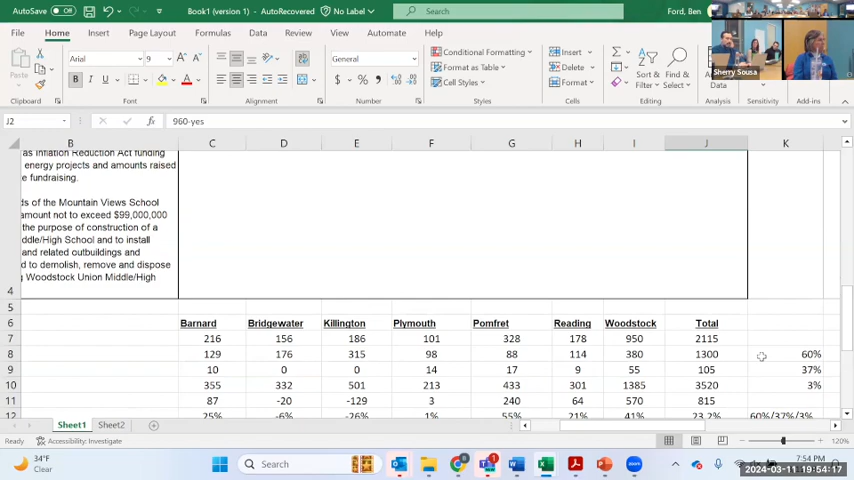 AutoSave Off Book1 (version 1) - AutoRecovered No Label Search Ford, Ben
File Home Insert Page Layout Formulas Data Review View Automate
Paste Arial 9 Conditional Formatting Format as Table Cell Styles Insert Delete Format Sort & Filter Find & Select Analyze Data
Sherry Sousa
Clipboard Font Alignment Number Styles Cells Editing Analysis Sensitivity Add-ins
J2 960-yes
B C D E F G H I J K
as Inflation Reduction Act funding
energy projects and amounts raised
e fundraising.
ds of the Mountain Views School
amount not to exceed $99,000,000
the purpose of construction of a
ddle/High School and to install
and related outbuildings and
d to demolish, remove and dispose
g Woodstock Union Middle/High
4
5
6 Barnard Bridgewater Killington Plymouth Pomfret Reading Woodstock Total
7 216 156 186 101 328 178 950 2115
8 129 176 315 98 88 114 380 1300 60%
9 10 0 0 14 17 9 55 105 37%
10 355 332 501 213 433 301 1385 3520 3%
11 87 -20 -129 3 240 64 570 815
12 25% -6% -26% 1% 55% 21% 41% 23.2% 60%/37%/3%
Sheet1 Sheet2
Ready Accessibility: Investigate 120%
34°F
Clear
Search
7:54 PM
2024-03-11 19:54:17